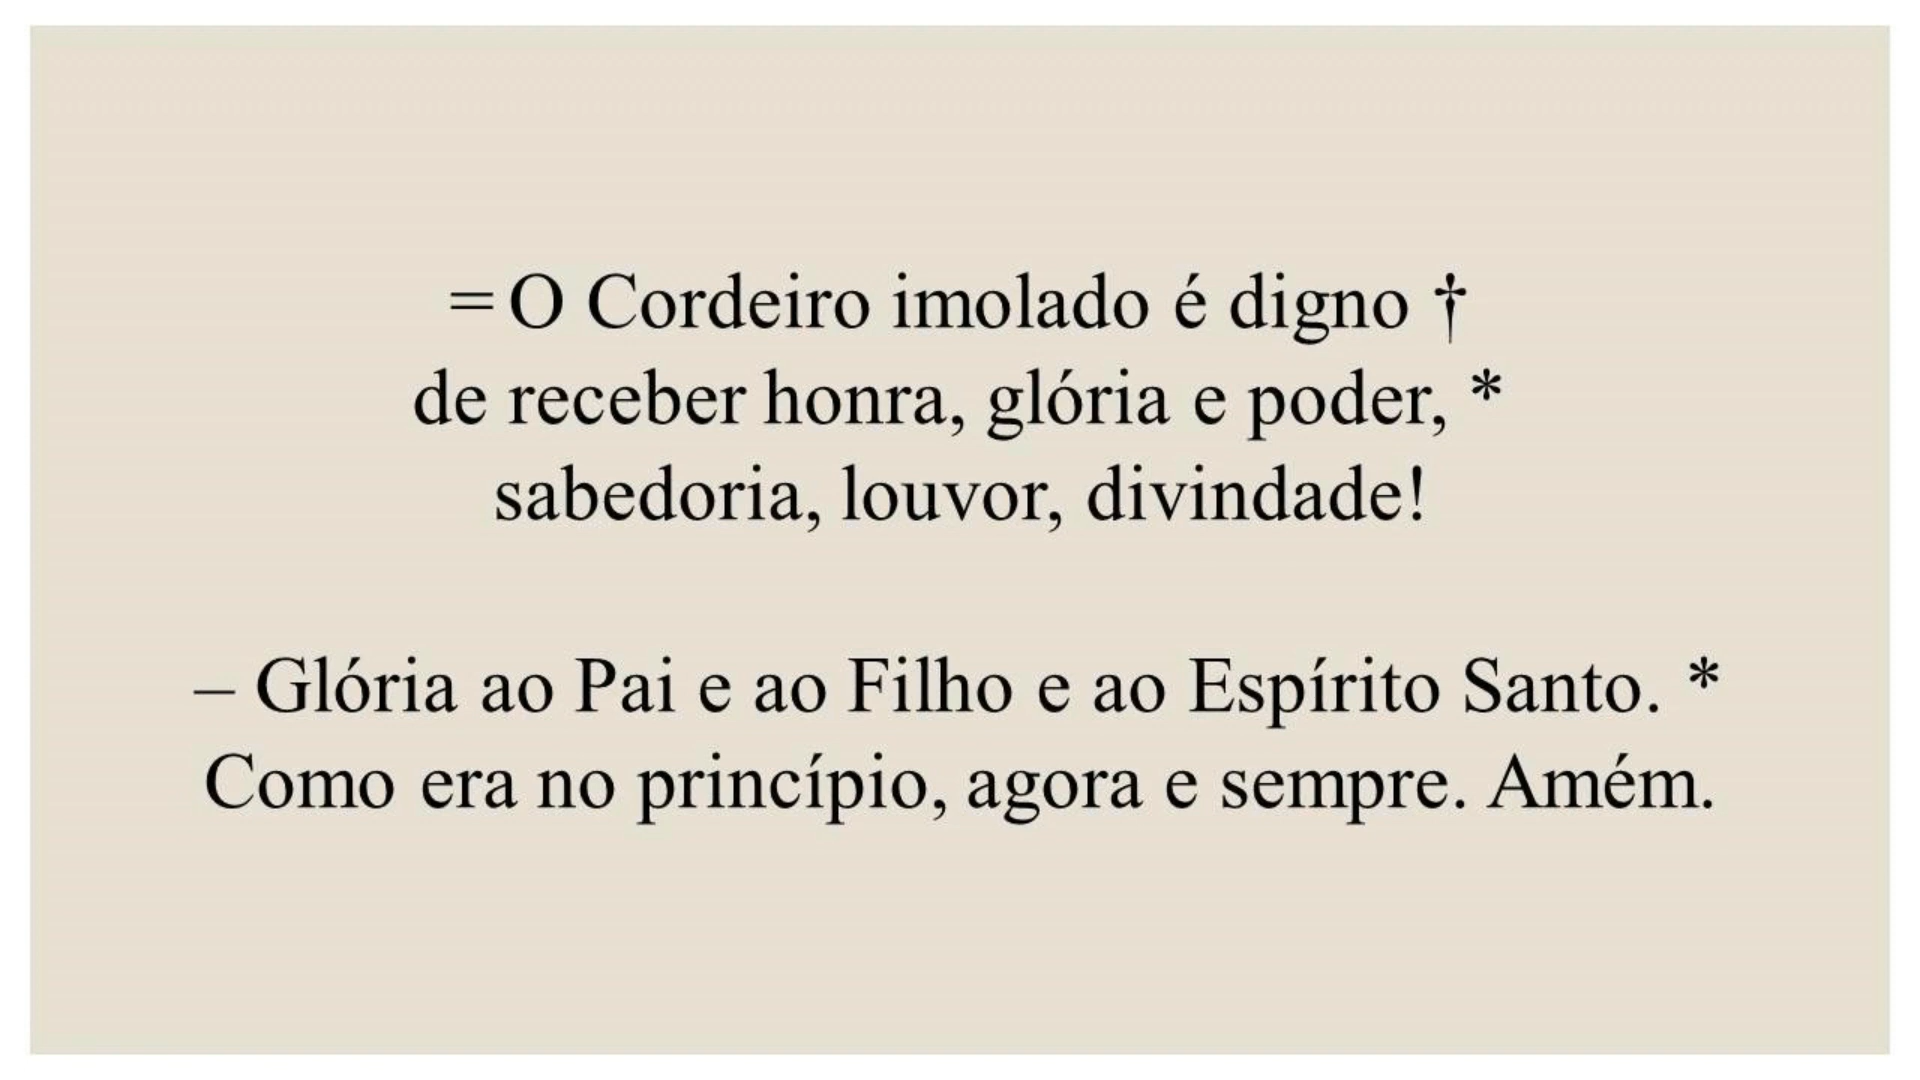 = O Cordeiro imolado é digno †
de receber honra, glória e poder, *
sabedoria, louvor, divindade!
– Glória ao Pai e ao Filho e ao Espírito Santo. *
Como era no princípio, agora e sempre. Amém.